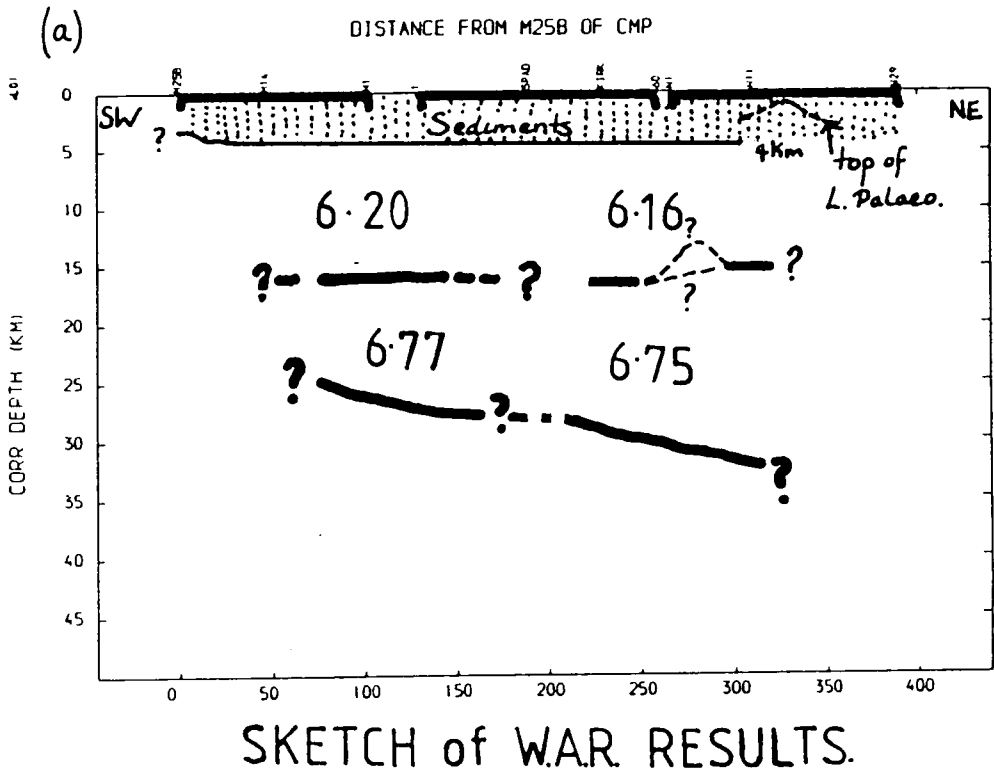 (a)
DISTANCE FROM M25B OF CMP
M25B
0
SW
Sediments
NE
?
5
4Km
top of
L. Palaeo.
10
6·20
6·16
?
15
?
?
?
?
20
6·77
6·75
25
?
?
30
?
35
40
45
CORR DEPTH (KM)
0
50
100
150
200
250
300
350
400
SKETCH of W.A.R. RESULTS.